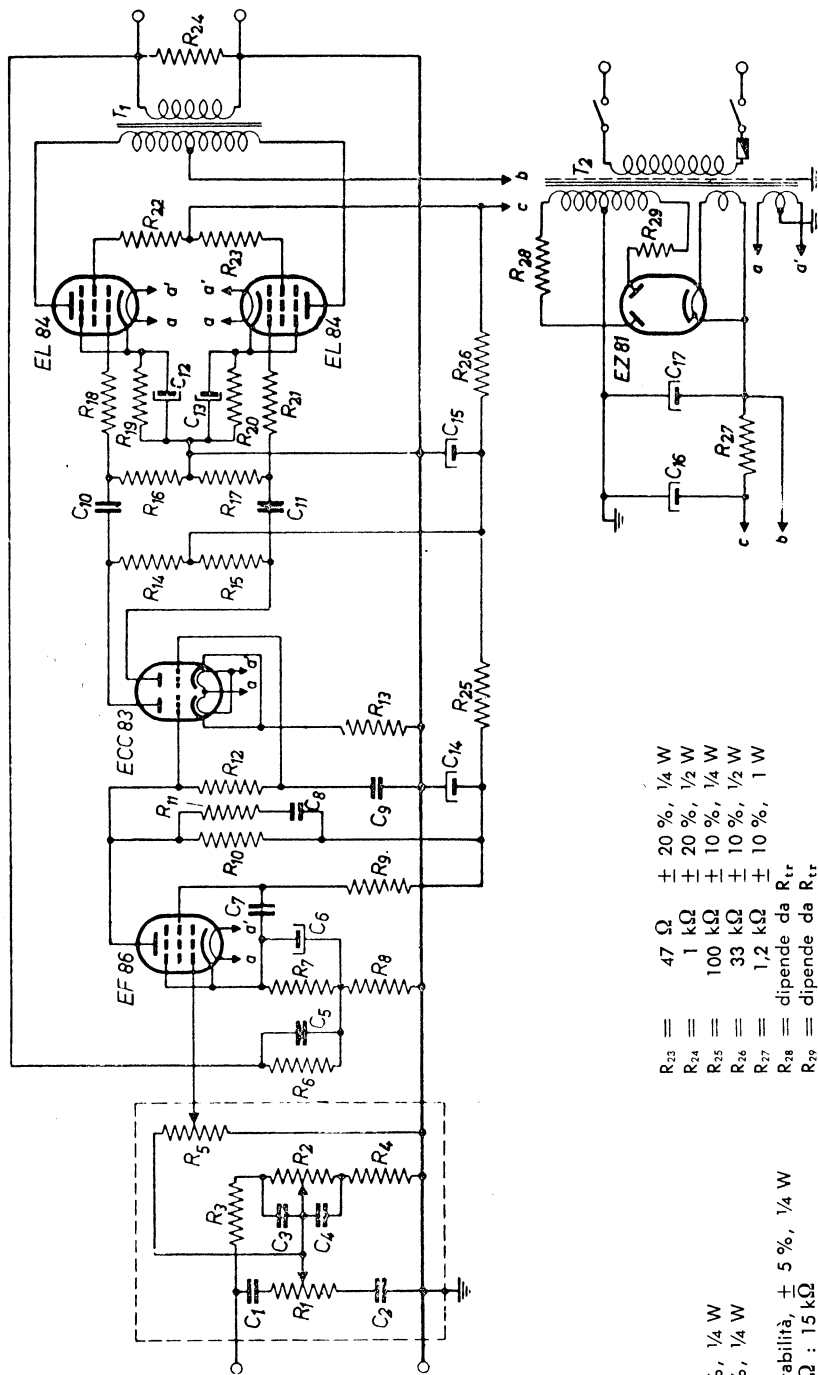 EF 86
ECC 83
EL 84
EL 84
EZ 81
T₁
T₂
R₁
R₂
R₃
R₄
R₅
R₆
R₇
R₈
R₉
R₁₀
R₁₁
R₁₂
R₁₃
R₁₄
R₁₅
R₁₆
R₁₇
R₁₈
R₁₉
R₂₀
R₂₁
R₂₂
R₂₃
R₂₄
R₂₅
R₂₆
R₂₇
R₂₈
R₂₉
C₁
C₂
C₃
C₄
C₅
C₆
C₇
C₈
C₉
C₁₀
C₁₁
C₁₂
C₁₃
C₁₄
C₁₅
C₁₆
C₁₇
a
a'
a
a'
a
a'
a
a'
b
c
a
a'
c
b
R₂₃ = 47 Ω ± 20 %, ¼ W
R₂₄ = 1 kΩ ± 20 %, ½ W
R₂₅ = 100 kΩ ± 10 %, ¼ W
R₂₆ = 33 kΩ ± 10 %, ½ W
R₂₇ = 1,2 kΩ ± 10 %, 1 W
R₂₈ = dipende da Rtr
R₂₉ = dipende da Rtr
%, ¼ W
%, ¼ W
abilità, ± 5 %, ¼ W
Ω : 15 kΩ